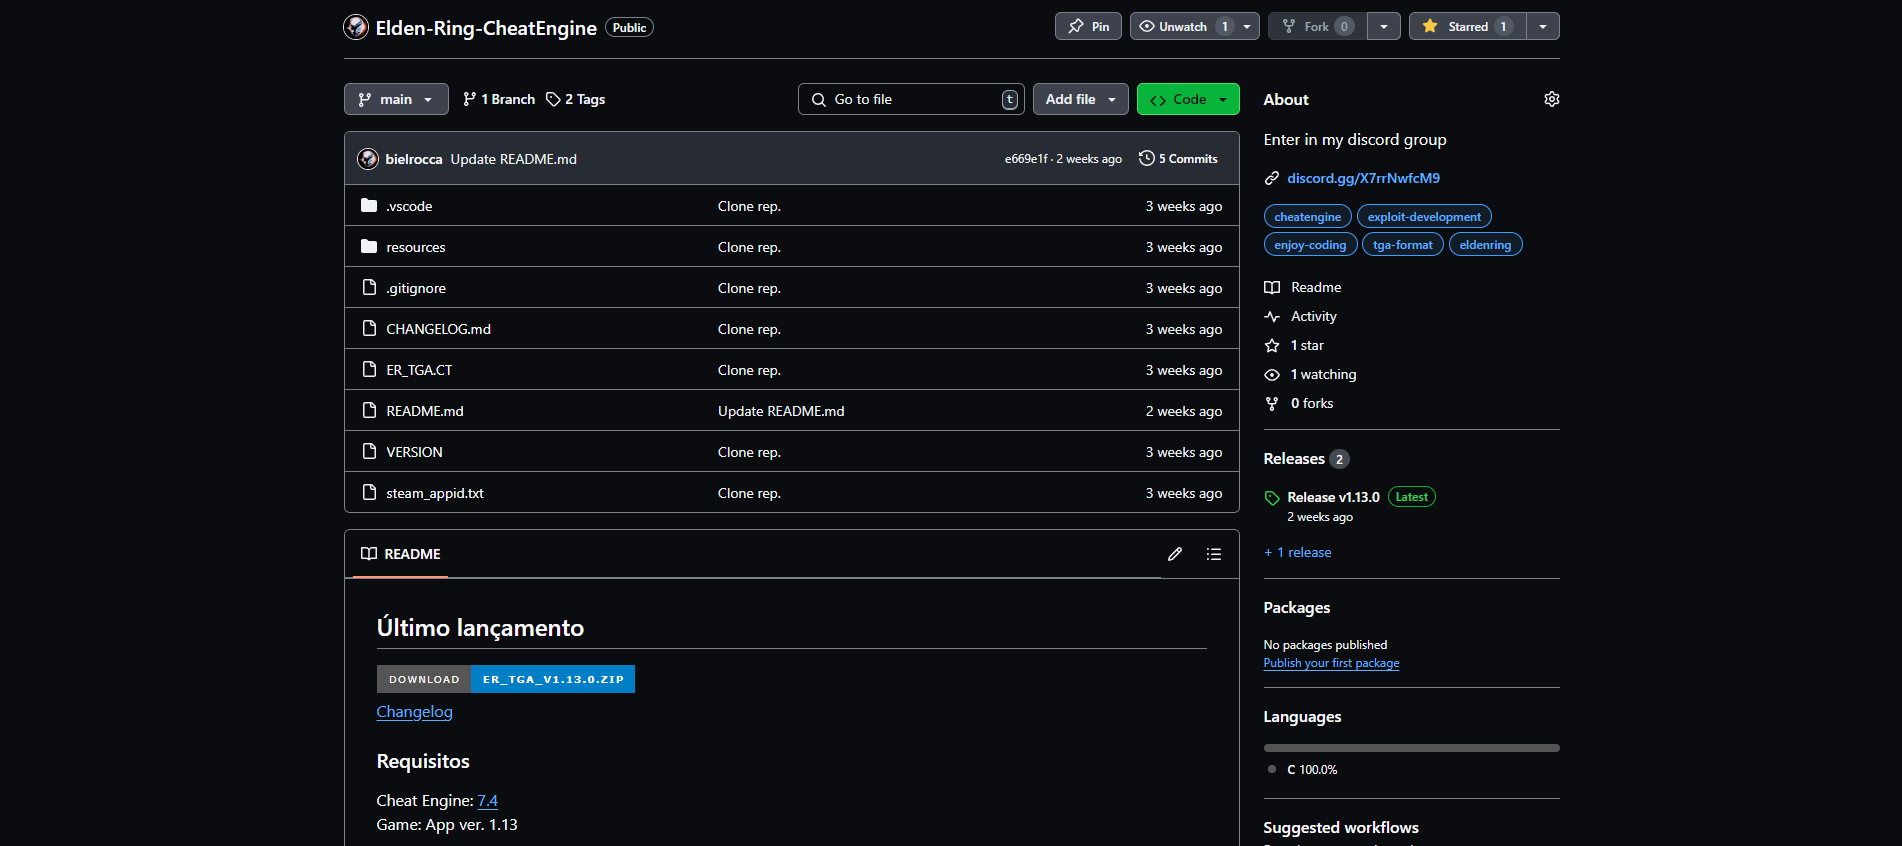 Elden-Ring-CheatEngine Public
Pin Unwatch 1 Fork 0 Starred 1
main 1 Branch 2 Tags Go to file t Add file Code
bielrocca Update README.md e669e1f · 2 weeks ago 5 Commits
.vscode Clone rep. 3 weeks ago
resources Clone rep. 3 weeks ago
.gitignore Clone rep. 3 weeks ago
CHANGELOG.md Clone rep. 3 weeks ago
ER_TGA.CT Clone rep. 3 weeks ago
README.md Update README.md 2 weeks ago
VERSION Clone rep. 3 weeks ago
steam_appid.txt Clone rep. 3 weeks ago
README
Último lançamento
DOWNLOAD ER_TGA_V1.13.0.ZIP
Changelog
Requisitos
Cheat Engine: 7.4
Game: App ver. 1.13
About
Enter in my discord group
discord.gg/X7rrNwfcM9
cheatengine exploit-development
enjoy-coding tga-format eldenring
Readme
Activity
1 star
1 watching
0 forks
Releases 2
Release v1.13.0 Latest
2 weeks ago
+ 1 release
Packages
No packages published
Publish your first package
Languages
C 100.0%
Suggested workflows